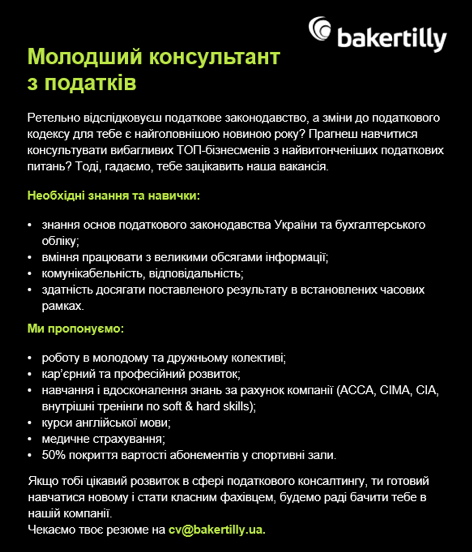 bakertilly
Молодший консультант
з податків
Ретельно відслідковуєш податкове законодавство, а зміни до податкового
кодексу для тебе є найголовнішою новиною року? Прагнеш навчитися
консультувати вибагливих ТОП-бізнесменів з найвитонченіших податкових
питань? Тоді, гадаємо, тебе зацікавить наша вакансія.
Необхідні знання та навички:
• знання основ податкового законодавства України та бухгалтерського
обліку;
• вміння працювати з великими обсягами інформації;
• комунікабельність, відповідальність;
• здатність досягати поставленого результату в встановлених часових
рамках.
Ми пропонуємо:
• роботу в молодому та дружньому колективі;
• кар’єрний та професійний розвиток;
• навчання і вдосконалення знань за рахунок компанії (АССА, СІМА, СІА,
внутрішні тренінги по soft & hard skills);
• курси англійської мови;
• медичне страхування;
• 50% покриття вартості абонементів у спортивні зали.
Якщо тобі цікавий розвиток в сфері податкового консалтингу, ти готовий
навчатися новому і стати класним фахівцем, будемо раді бачити тебе в
нашій компанії.
Чекаємо твоє резюме на cv@bakertilly.ua.